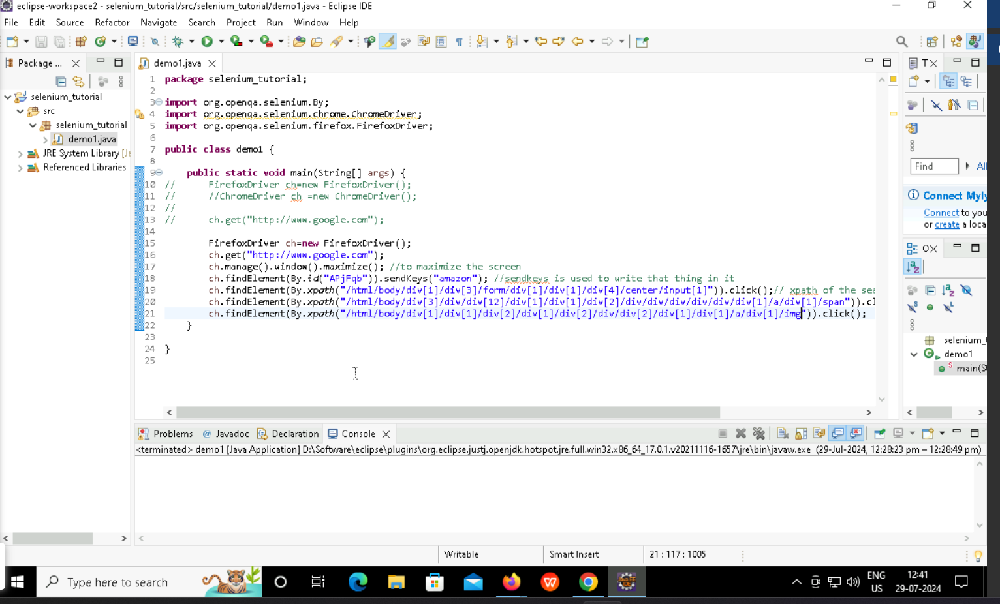 eclipse-workspace2 - selenium_tutorial/src/selenium_tutorial/demo1.java - Eclipse IDE
File Edit Source Refactor Navigate Search Project Run Window Help
Package ...
selenium_tutorial
src
selenium_tutorial
demo1.java
JRE System Library [Ja
Referenced Libraries
demo1.java
1 package selenium_tutorial;
2
3 import org.openqa.selenium.By;
4 import org.openqa.selenium.chrome.ChromeDriver;
5 import org.openqa.selenium.firefox.FirefoxDriver;
6
7 public class demo1 {
8
9 public static void main(String[] args) {
10 // FirefoxDriver ch=new FirefoxDriver();
11 // //ChromeDriver ch =new ChromeDriver();
12 //
13 // ch.get("http://www.google.com");
14
15 FirefoxDriver ch=new FirefoxDriver();
16 ch.get("http://www.google.com");
17 ch.manage().window().maximize(); //to maximize the screen
18 ch.findElement(By.id("APjFqb")).sendKeys("amazon"); //sendkeys is used to write that thing in it
19 ch.findElement(By.xpath("/html/body/div[1]/div[3]/form/div[1]/div[1]/div[4]/center/input[1]")).click();// xpath of the sea
20 ch.findElement(By.xpath("/html/body/div[3]/div/div[12]/div[1]/div[1]/div[2]/div/div/div/div/div/div[1]/a/div[1]/span")).cl
21 ch.findElement(By.xpath("/html/body/div[1]/div[1]/div[2]/div[1]/div[2]/div/div[2]/div[1]/div[1]/a/div[1]/img")).click();
22 }
23
24 }
25
T
Find
All
Connect Myly
Connect to you
or create a loca
O
selenium_t
demo1
main(S
Problems @ Javadoc Declaration Console
<terminated> demo1 [Java Application] D:\Software\eclipse\plugins\org.eclipse.justj.openjdk.hotspot.jre.full.win32.x86_64_17.0.1.v20211116-1657\jre\bin\javaw.exe (29-Jul-2024, 12:28:23 pm – 12:28:49 pm)
Writable Smart Insert 21 : 117 : 1005
Type here to search
ENG
US
12:41
29-07-2024